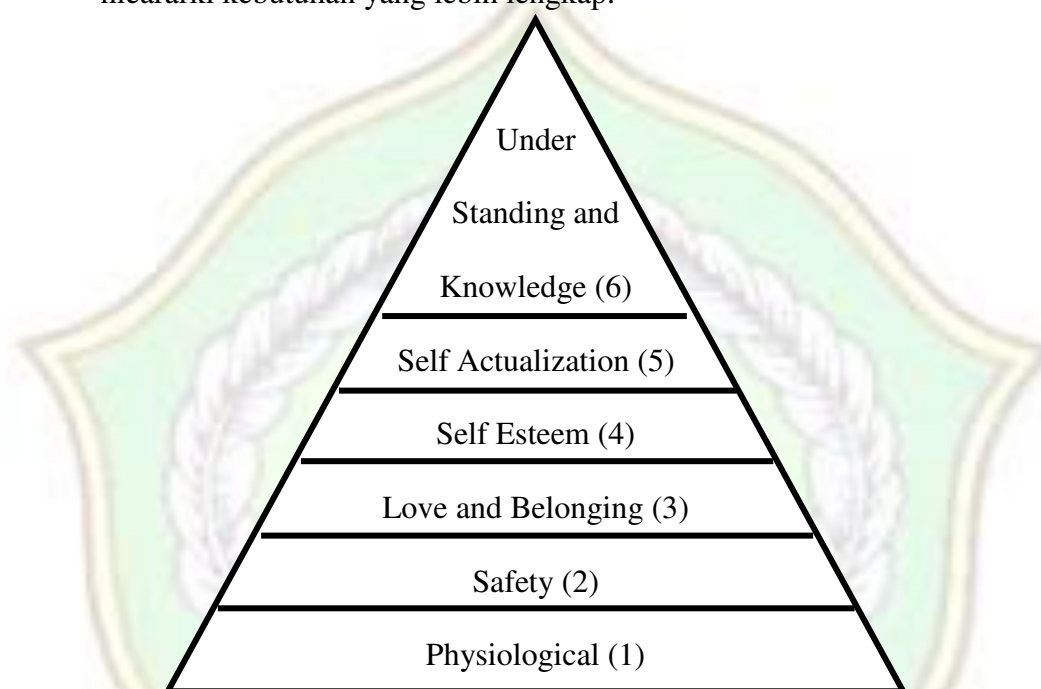 kebutuhan yang lebih lengkap.
Under
Standing and
Knowledge (6)
Self Actualization (5)
Self Esteem (4)
Love and Belonging (3)
Safety (2)
Physiological (1)